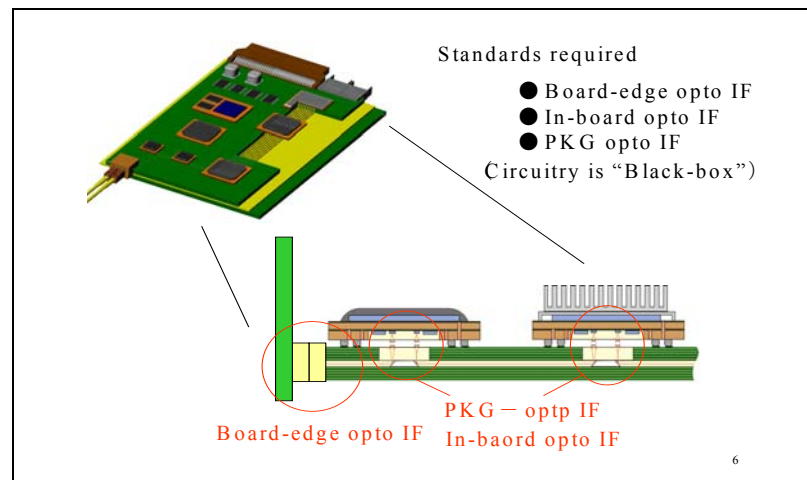 Standards required
● Board-edge opto IF
● In-board opto IF
● PKG opto IF
(Circuitry is “Black-box”）
PKG－optp IF
Board-edge opto IF
In-baord opto IF
6